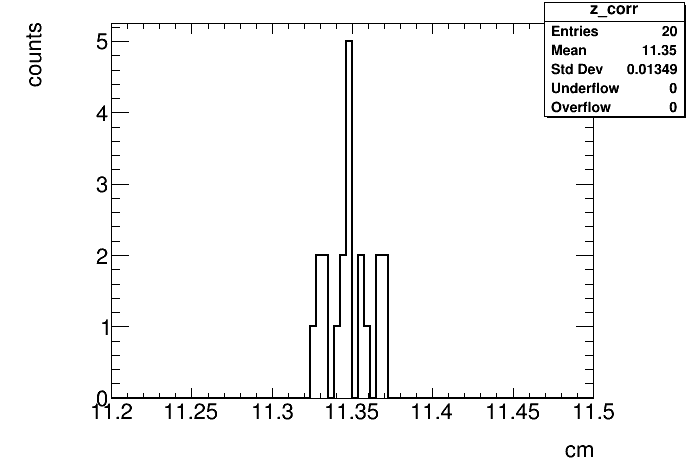 z_corr
Entries 20
Mean 11.35
Std Dev 0.01349
Underflow 0
Overflow 0
counts
5
4
3
2
1
0
11.2 11.25 11.3 11.35 11.4 11.45 11.5
cm